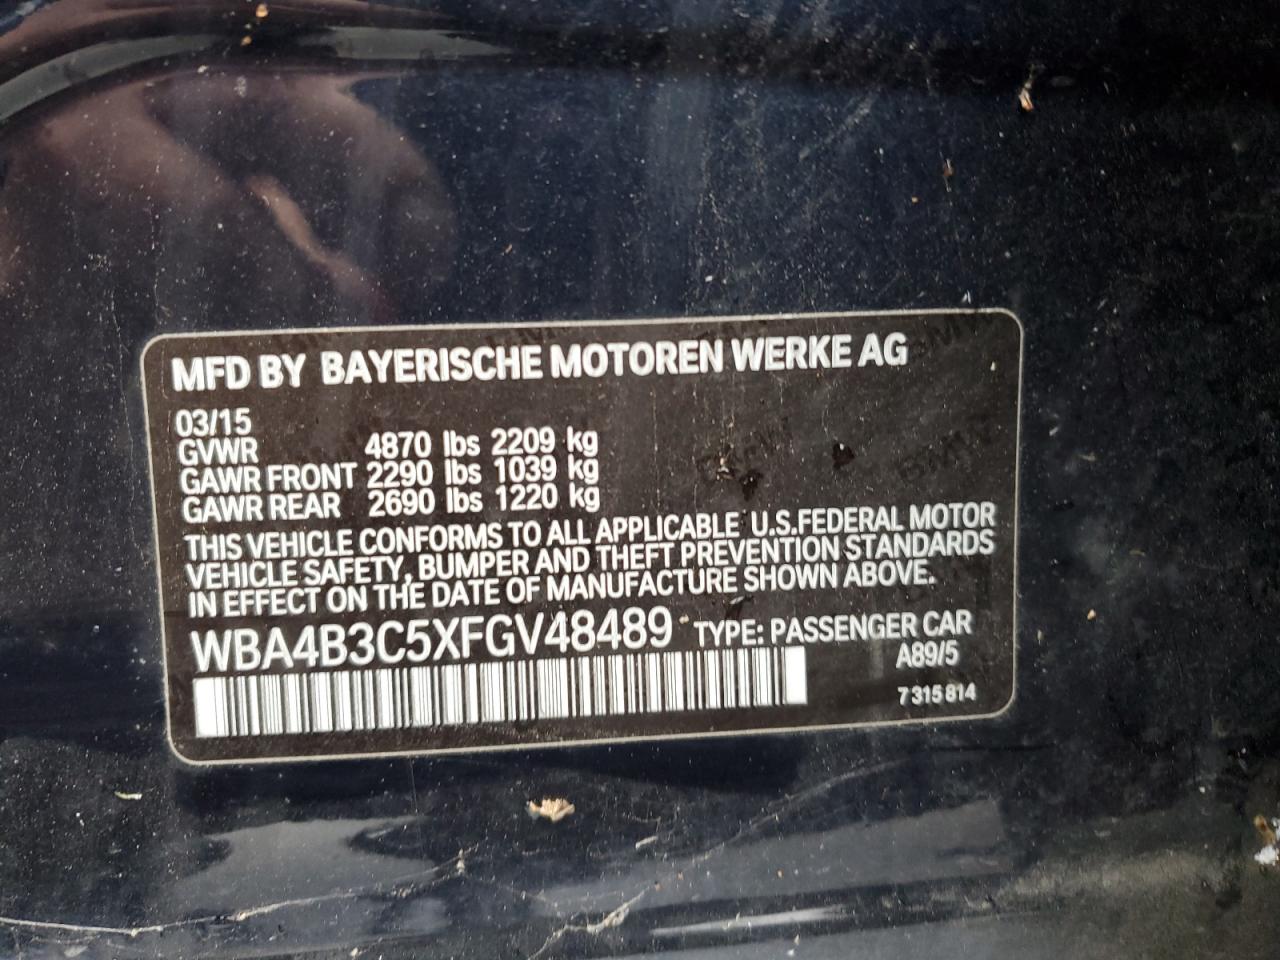 MFD BY BAYERISCHE MOTOREN WERKE AG
03/15
GVWR 4870 lbs 2209 kg
GAWR FRONT 2290 lbs 1039 kg
GAWR REAR 2690 lbs 1220 kg
THIS VEHICLE CONFORMS TO ALL APPLICABLE U.S.FEDERAL MOTOR
VEHICLE SAFETY, BUMPER AND THEFT PREVENTION STANDARDS
IN EFFECT ON THE DATE OF MANUFACTURE SHOWN ABOVE.
WBA4B3C5XFGV48489 TYPE: PASSENGER CAR
A89/5
7 315 814